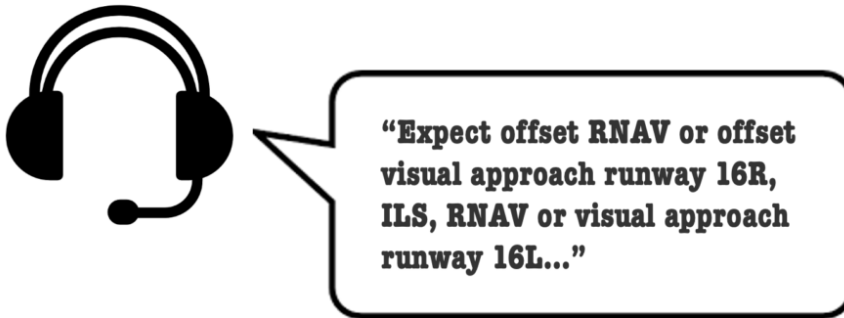 “Expect offset RNAV or offset
visual approach runway 16R,
ILS, RNAV or visual approach
runway 16L...”